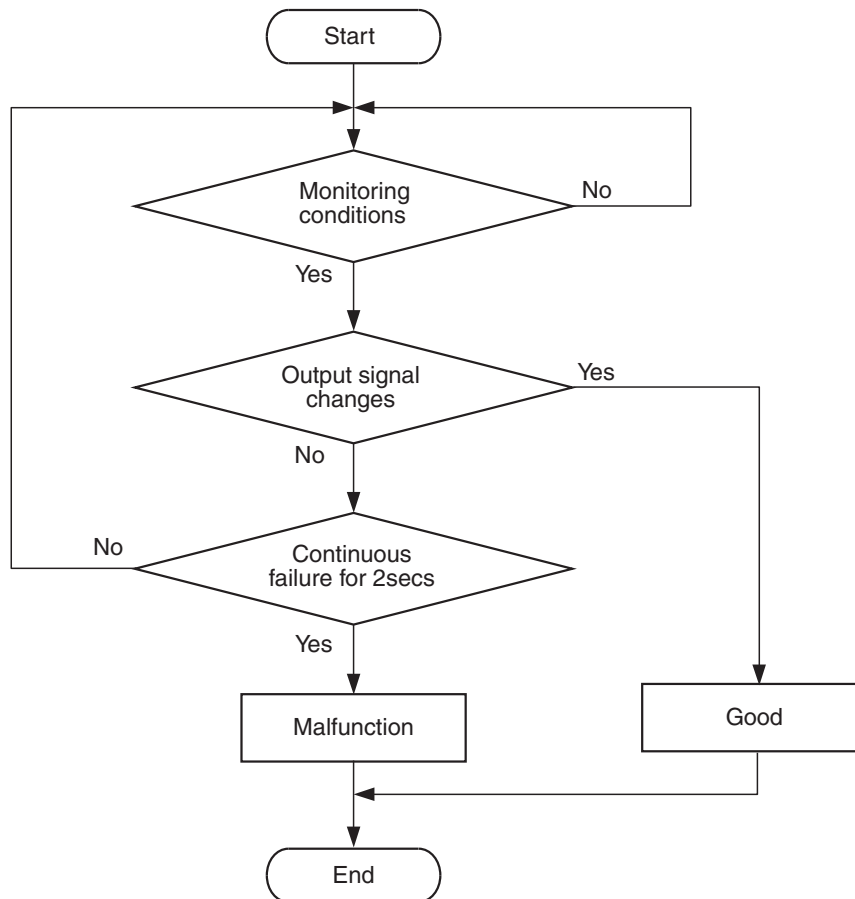 Start
Monitoring
conditions
No
Yes
Output signal
changes
Yes
No
Continuous
failure for 2secs
No
Yes
Malfunction
Good
End